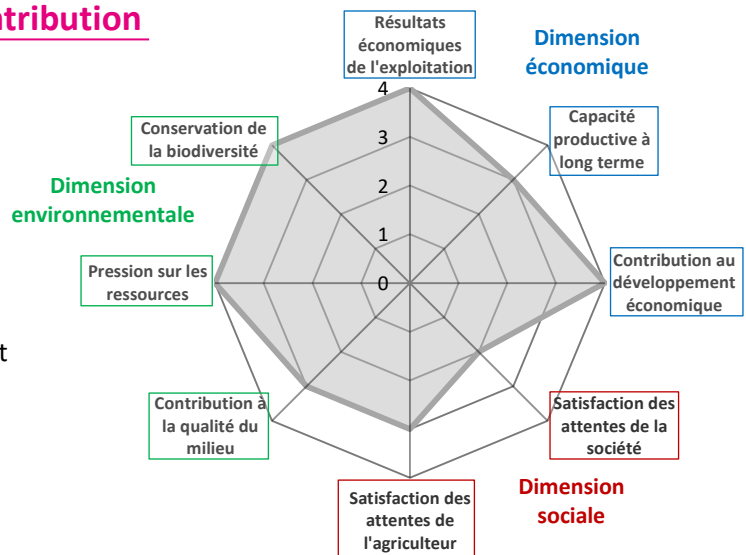 ntribution
Résultats
économiques
de l'exploitation
Dimension
économique
4
3
2
1
0
Capacité
productive à
long terme
Conservation de
la biodiversité
Dimension
environnementale
Pression sur les
ressources
Contribution au
développement
économique
t
Contribution à
la qualité du
milieu
Satisfaction des
attentes de la
société
Satisfaction des
attentes de
l'agriculteur
Dimension
sociale